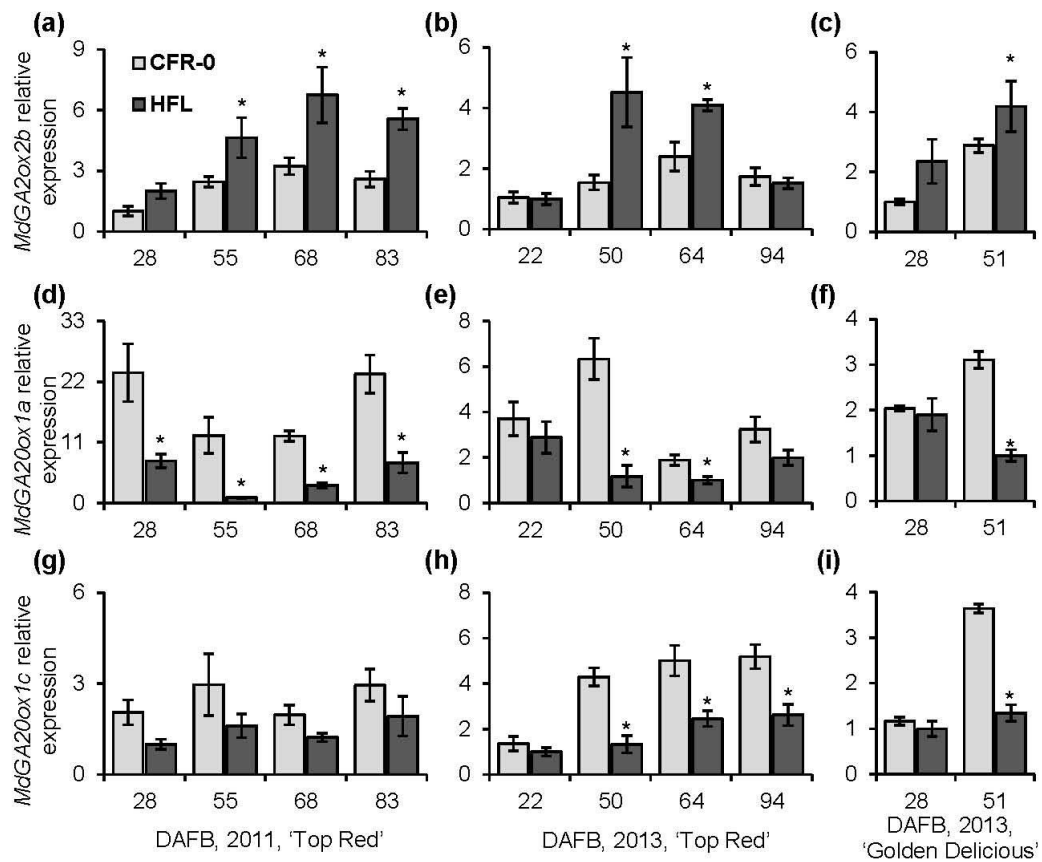 (a) (b) (c)
MdGA2ox2b relative
expression
CFR-0
HFL
9
6
3
0
* * *
28 55 68 83
6
4
2
0
* *
22 50 64 94
6
4
2
0
*
28 51
(d) (e) (f)
MdGA20ox1a relative
expression
33
22
11
0
* * * *
28 55 68 83
8
6
4
2
0
* *
22 50 64 94
4
3
2
1
0
*
28 51
(g) (h) (i)
MdGA20ox1c relative
expression
6
3
0
28 55 68 83
8
6
4
2
0
* * *
22 50 64 94
4
3
2
1
0
*
28 51
DAFB, 2011, ‘Top Red’
DAFB, 2013, ‘Top Red’
DAFB, 2013,
‘Golden Delicious’